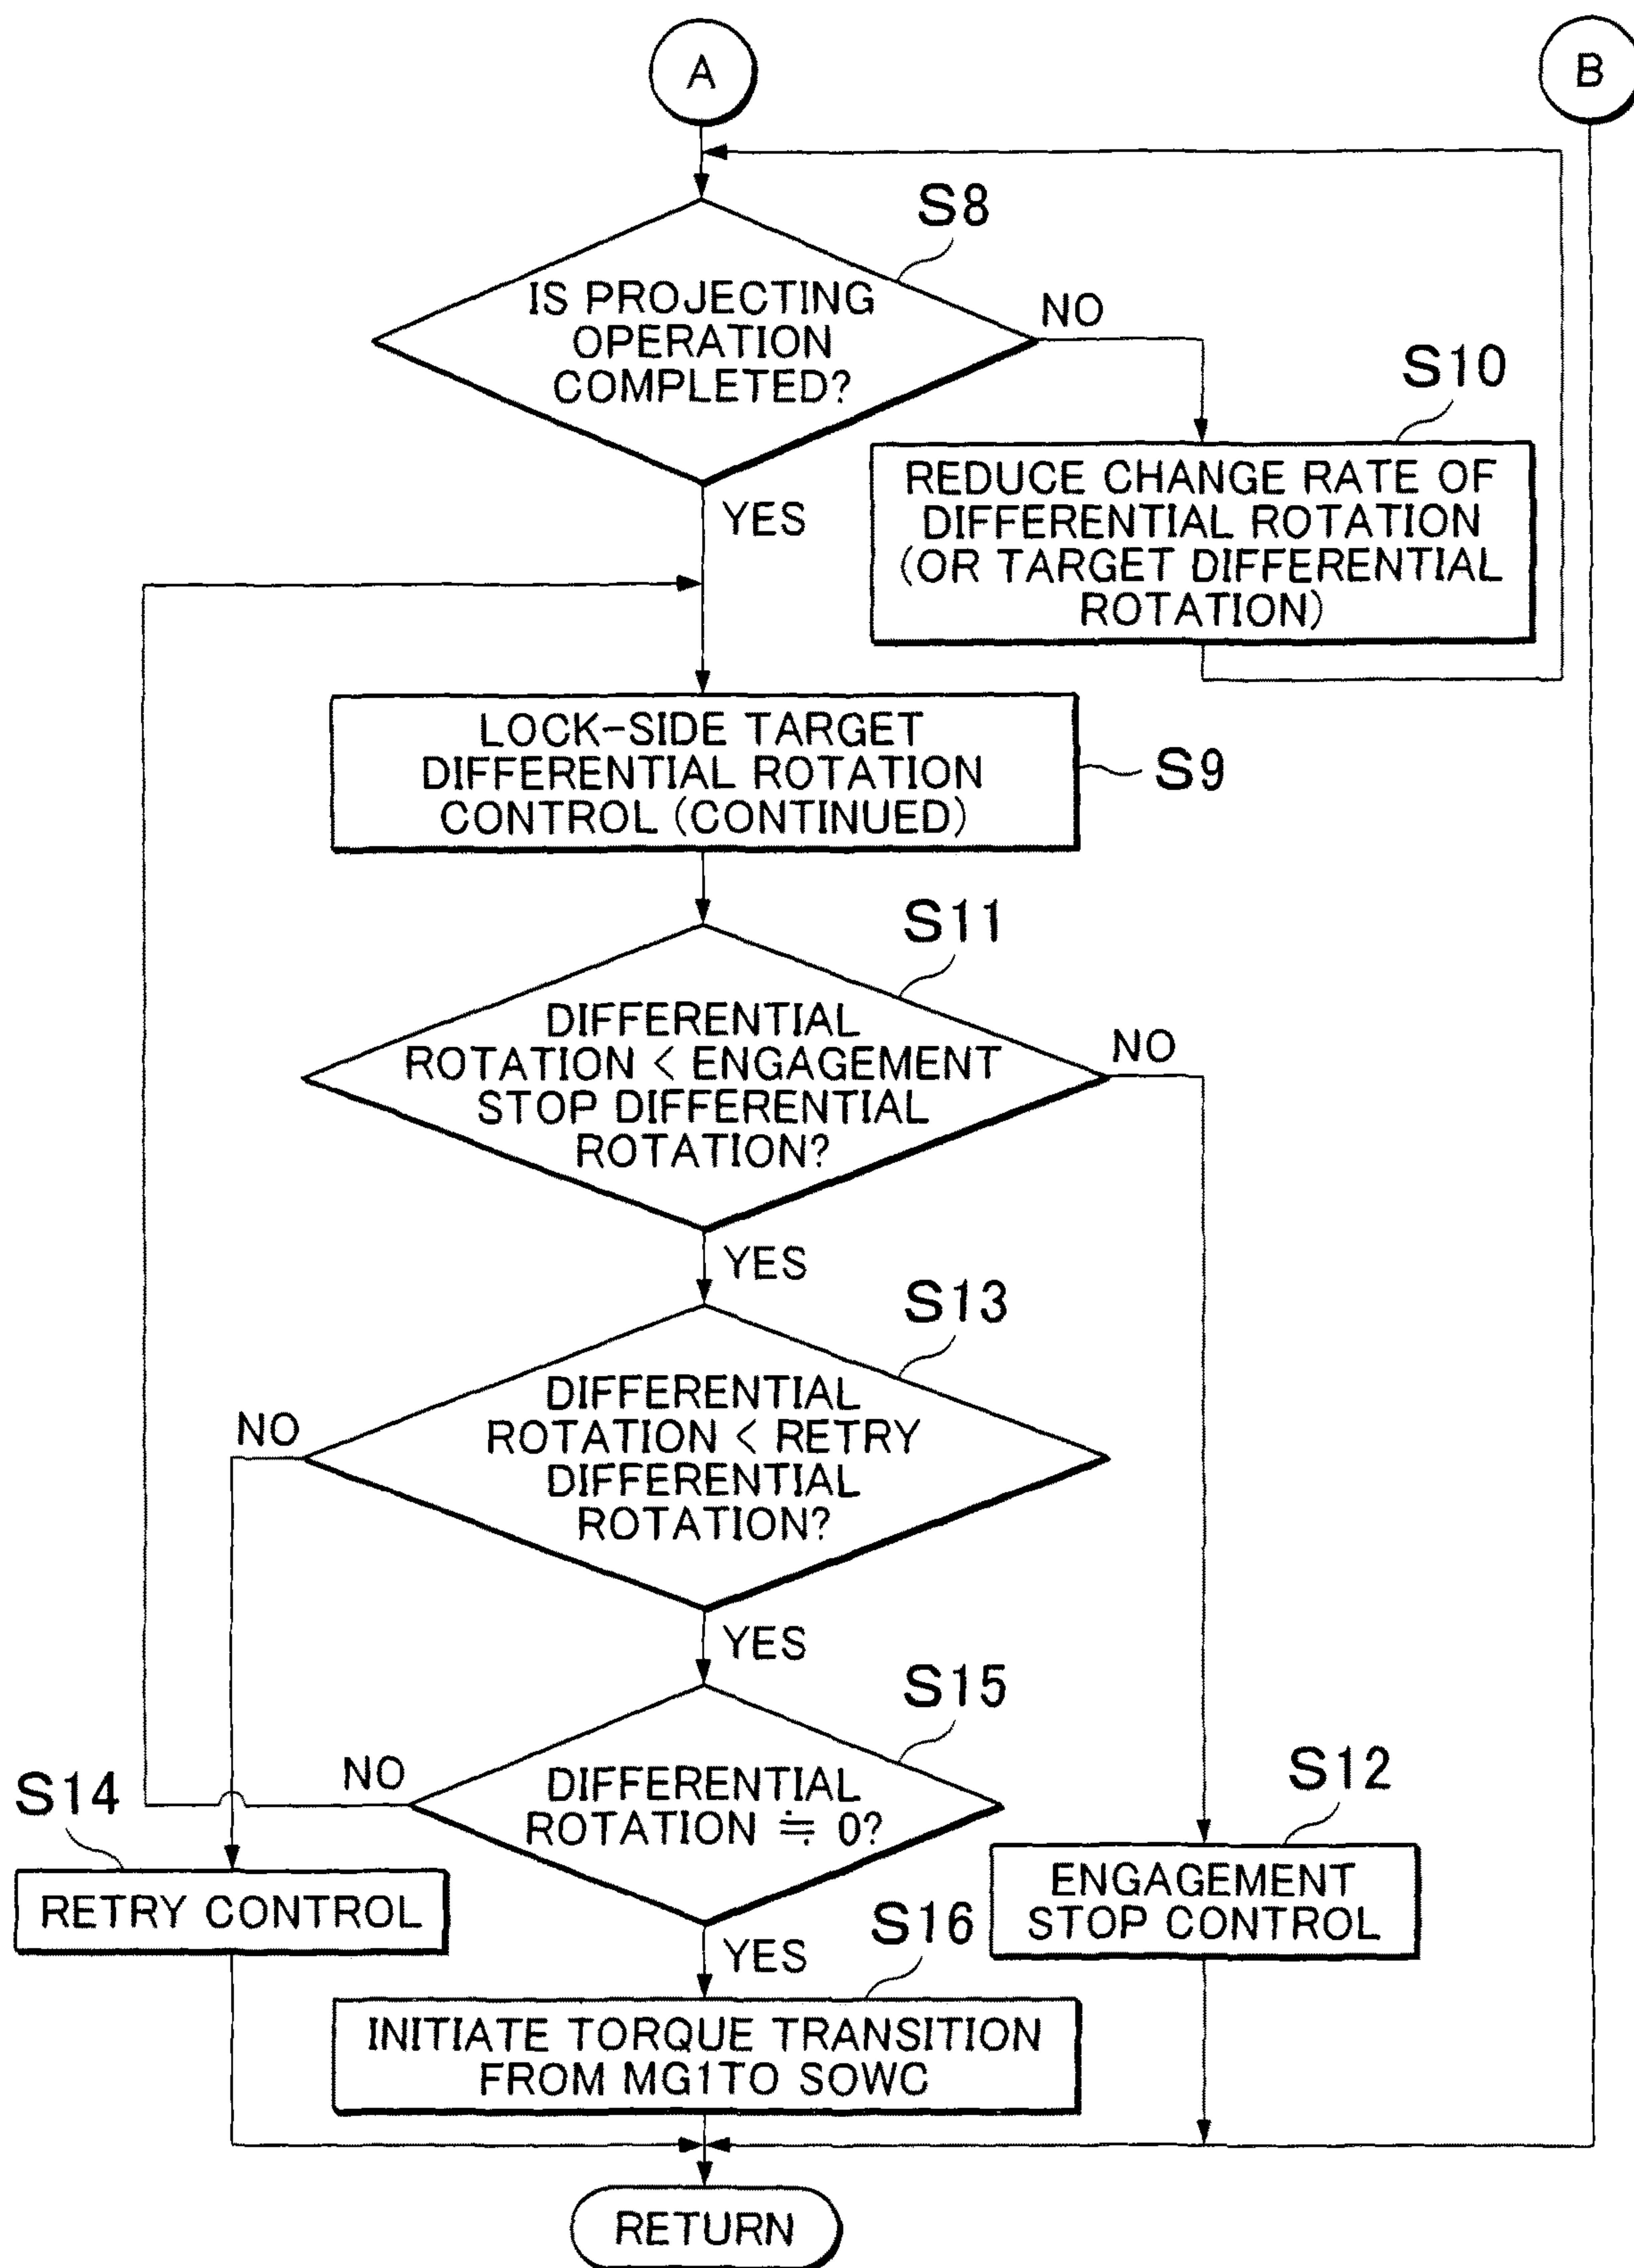 A
B
S8
IS PROJECTING
OPERATION
COMPLETED?
NO
YES
S10
REDUCE CHANGE RATE OF
DIFFERENTIAL ROTATION
(OR TARGET DIFFERENTIAL
ROTATION)
LOCK-SIDE TARGET
DIFFERENTIAL ROTATION
CONTROL (CONTINUED)
S9
S11
DIFFERENTIAL
ROTATION < ENGAGEMENT
STOP DIFFERENTIAL
ROTATION?
NO
YES
S13
DIFFERENTIAL
ROTATION < RETRY
DIFFERENTIAL
ROTATION?
NO
YES
S15
DIFFERENTIAL
ROTATION ≒ 0?
NO
YES
S14
RETRY CONTROL
S12
ENGAGEMENT
STOP CONTROL
S16
INITIATE TORQUE TRANSITION
FROM MG1TO SOWC
RETURN